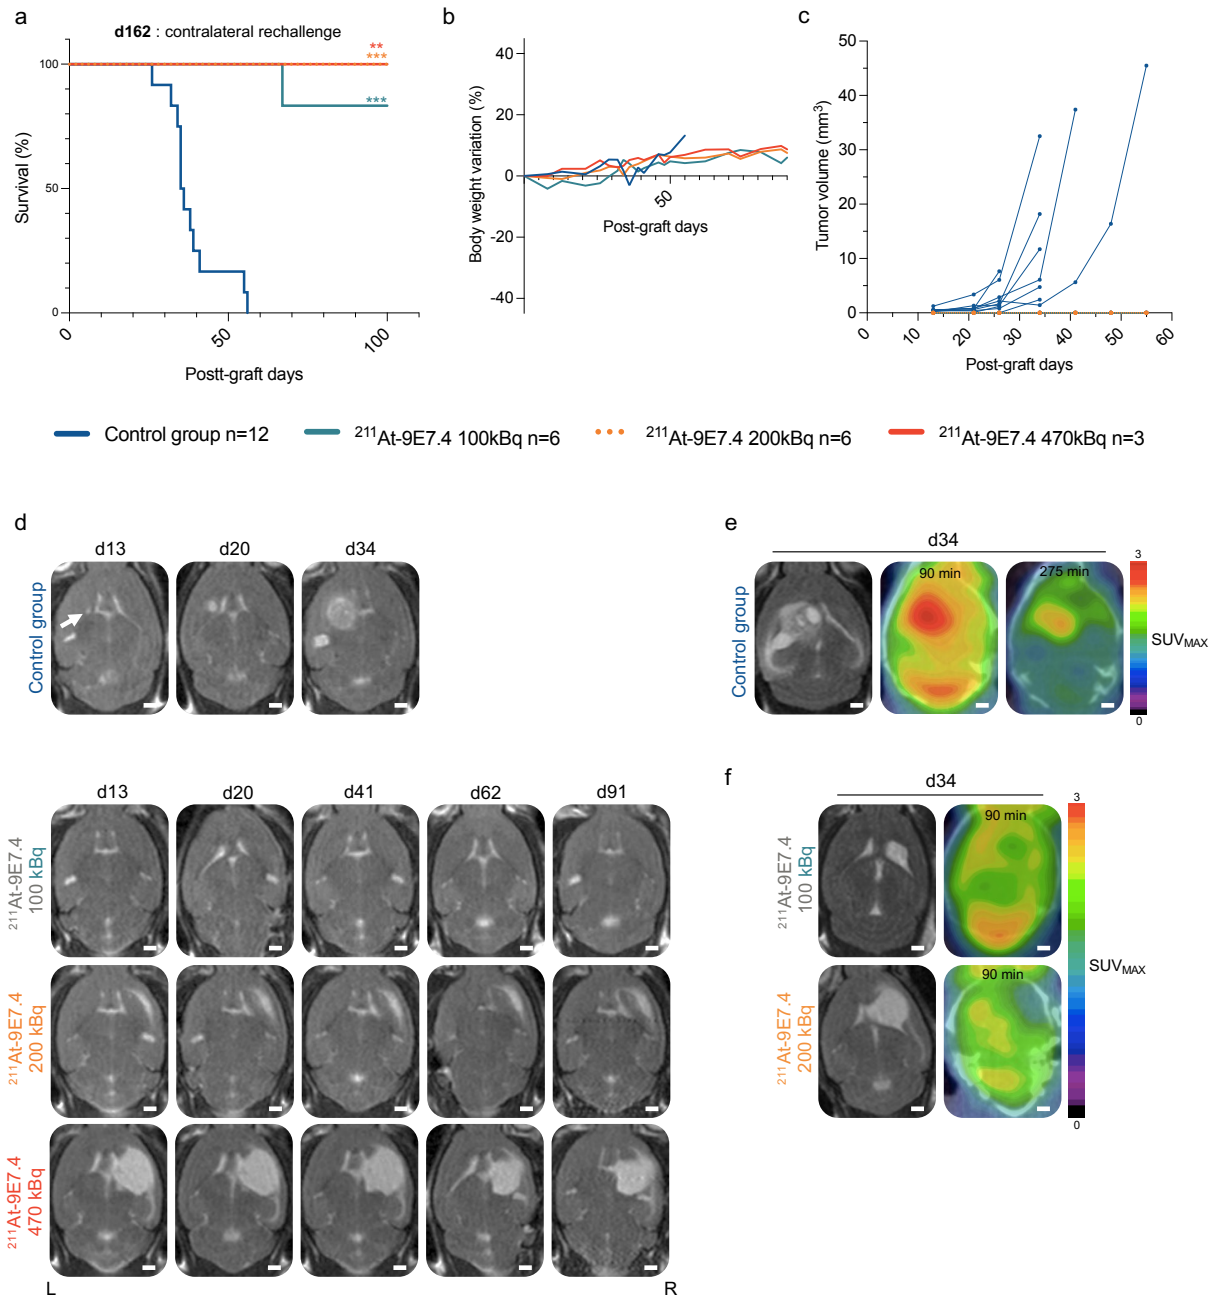 a
d162 : contralateral rechallenge
**
***
***
100
50
0
Survival (%)
0
50
100
Postt-graft days
b
40
20
0
-20
-40
Body weight variation (%)
50
Post-graft days
c
50
40
30
20
10
0
Tumor volume (mm³)
0
10
20
30
40
50
60
Post-graft days
Control group n=12
²¹¹At-9E7.4 100kBq n=6
²¹¹At-9E7.4 200kBq n=6
²¹¹At-9E7.4 470kBq n=3
d
d13
d20
d34
Control group
e
d34
Control group
90 min
275 min
3
SUVMAX
0
d13
d20
d41
d62
d91
²¹¹At-9E7.4
100 kBq
²¹¹At-9E7.4
200 kBq
²¹¹At-9E7.4
470 kBq
L
R
f
d34
²¹¹At-9E7.4
100 kBq
90 min
²¹¹At-9E7.4
200 kBq
90 min
3
SUVMAX
0